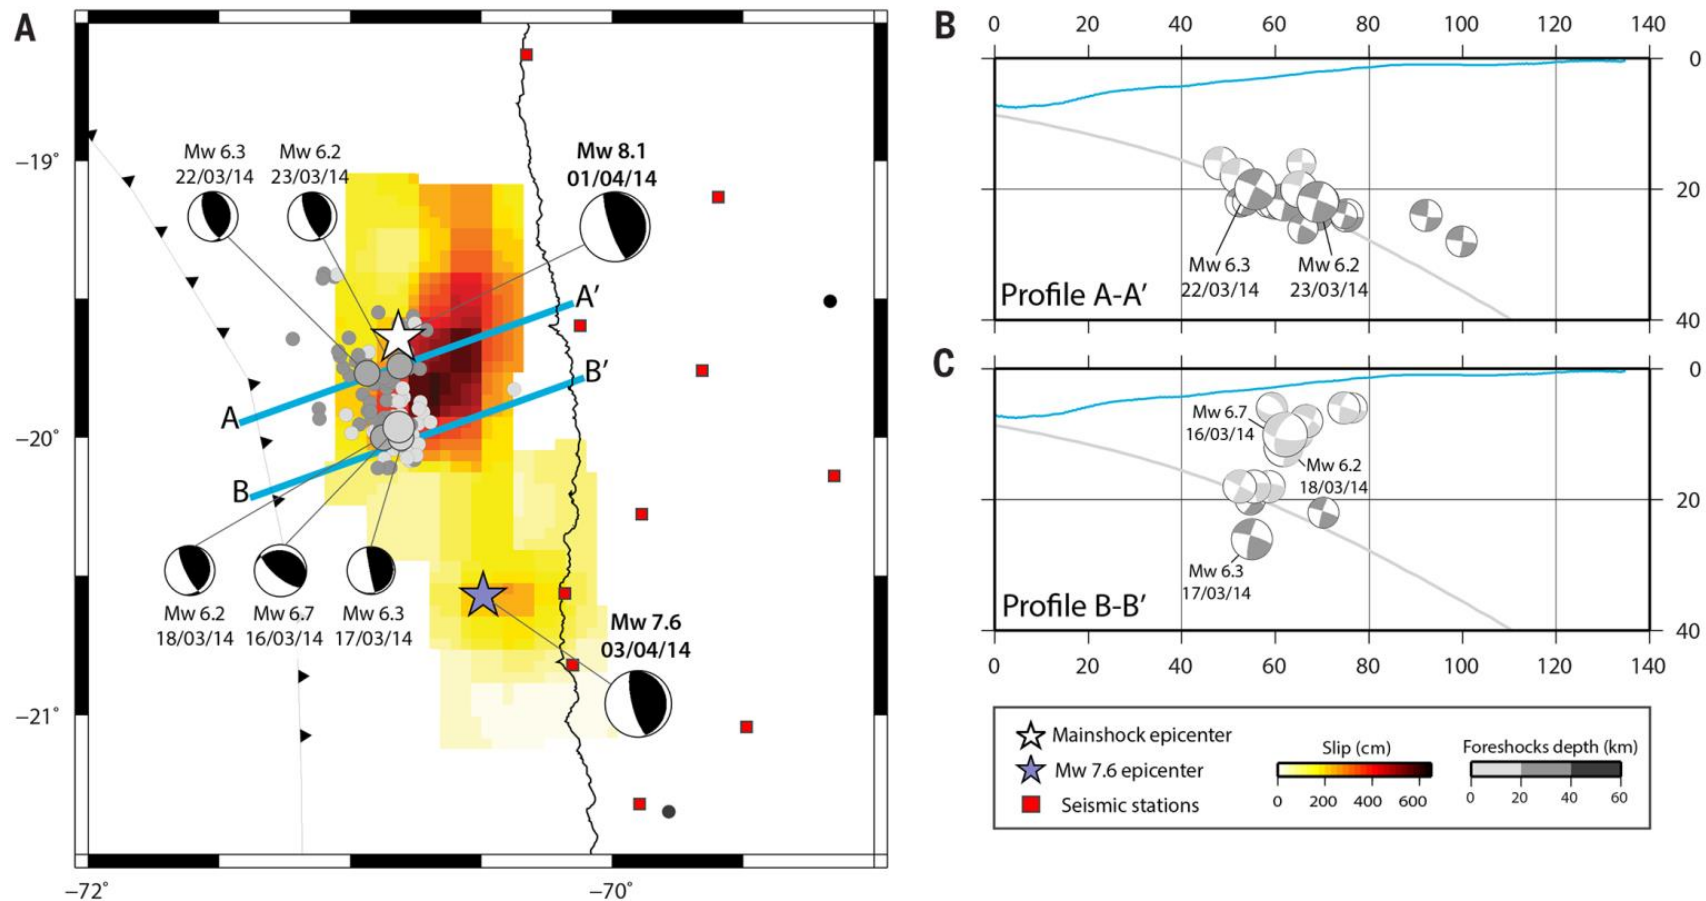 A
−19°
−20°
−21°
−72°
−70°
Mw 6.3
22/03/14
Mw 6.2
23/03/14
Mw 8.1
01/04/14
A
A′
B
B′
Mw 6.2
18/03/14
Mw 6.7
16/03/14
Mw 6.3
17/03/14
Mw 7.6
03/04/14
B
0 20 40 60 80 100 120 140
0
20
40
Mw 6.3
22/03/14
Mw 6.2
23/03/14
Profile A-A′
C
0
20
40
Mw 6.7
16/03/14
Mw 6.2
18/03/14
Mw 6.3
17/03/14
Profile B-B′
0 20 40 60 80 100 120 140
Mainshock epicenter
Mw 7.6 epicenter
Seismic stations
Slip (cm)
0 200 400 600
Foreshocks depth (km)
0 20 40 60